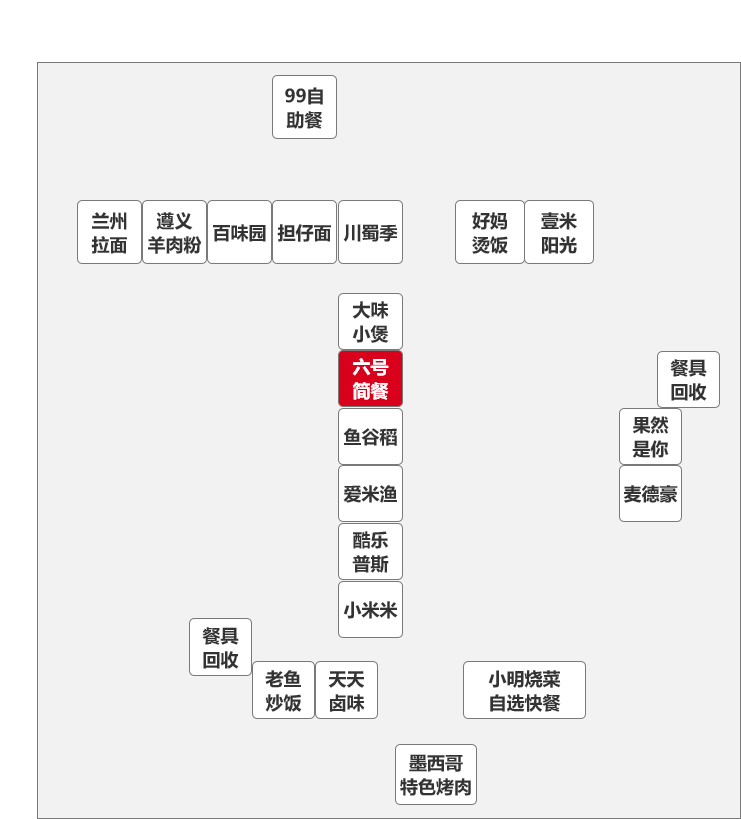 99自
助餐
兰州
拉面
遵义
羊肉粉
百味园
担仔面
川蜀季
好妈
烫饭
壹米
阳光
大味
小煲
六号
简餐
餐具
回收
鱼谷稻
果然
是你
爱米渔
麦德豪
酷乐
普斯
小米米
餐具
回收
老鱼
炒饭
天天
卤味
小明烧菜
自选快餐
墨西哥
特色烤肉